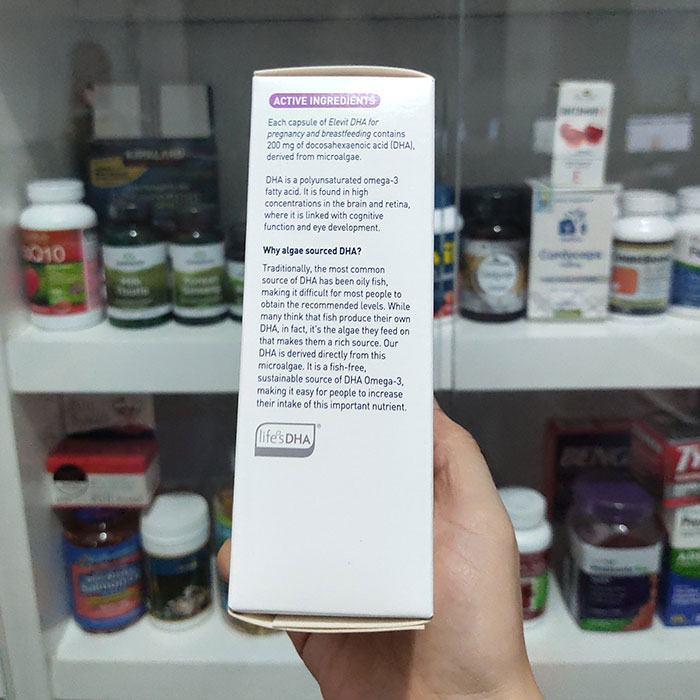 ACTIVE INGREDIENTS
Each capsule of Elevit DHA for
pregnancy and breastfeeding contains
200 mg of docosahexaenoic acid (DHA),
derived from microalgae.
DHA is a polyunsaturated omega-3
fatty acid. It is found in high
concentrations in the brain and retina,
where it is linked with cognitive
function and eye development.
Why algae sourced DHA?
Traditionally, the most common
source of DHA has been oily fish,
making it difficult for most people to
obtain the recommended levels. While
many think that fish produce their own
DHA, in fact, it's the algae they feed on
that makes them a rich source. Our
DHA is derived directly from this
microalgae. It is a fish-free,
sustainable source of DHA Omega-3,
making it easy for people to increase
their intake of this important nutrient.
life'sDHA®
KIRKLAND
Q10
Milk
E